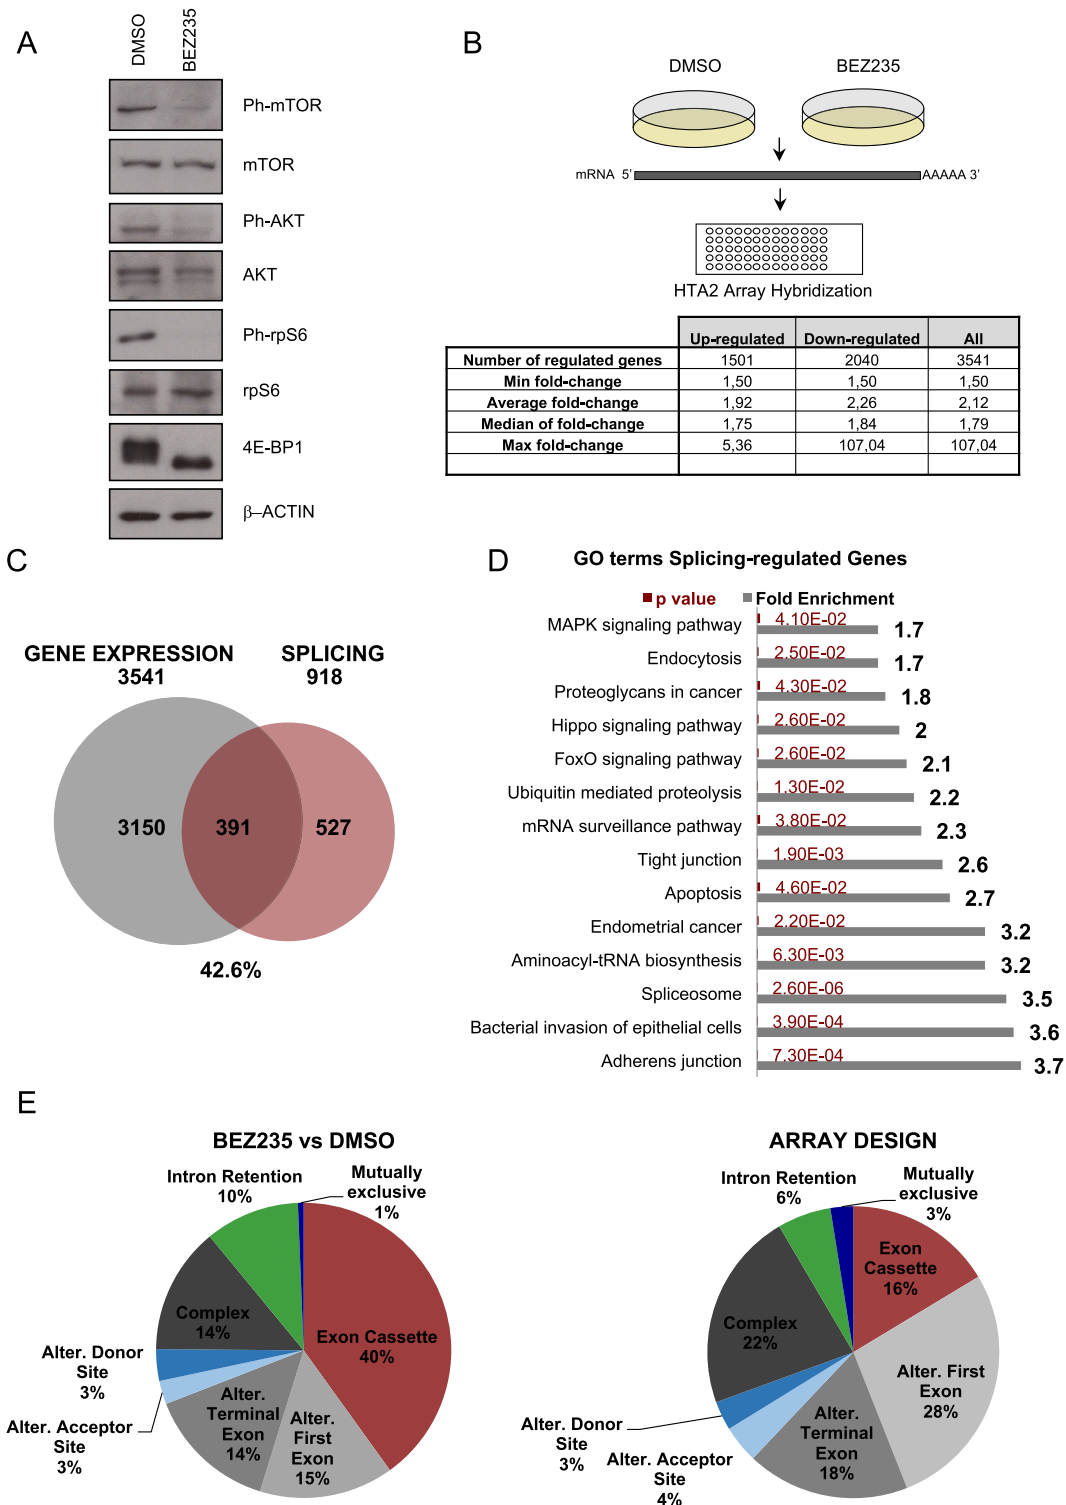 A
DMSO
BEZ235
Ph-mTOR
mTOR
Ph-AKT
AKT
Ph-rpS6
rpS6
4E-BP1
β–ACTIN
B
DMSO
BEZ235
mRNA 5' AAAAA 3'
HTA2 Array Hybridization
Up-regulated Down-regulated All
Number of regulated genes 1501 2040 3541
Min fold-change 1,50 1,50 1,50
Average fold-change 1,92 2,26 2,12
Median of fold-change 1,75 1,84 1,79
Max fold-change 5,36 107,04 107,04
C
GENE EXPRESSION
3541
SPLICING
918
3150 391 527
42.6%
D
GO terms Splicing-regulated Genes
p value Fold Enrichment
MAPK signaling pathway 4.10E-02 1.7
Endocytosis 2.50E-02 1.7
Proteoglycans in cancer 4.30E-02 1.8
Hippo signaling pathway 2.60E-02 2
FoxO signaling pathway 2.60E-02 2.1
Ubiquitin mediated proteolysis 1.30E-02 2.2
mRNA surveillance pathway 3.80E-02 2.3
Tight junction 1.90E-03 2.6
Apoptosis 4.60E-02 2.7
Endometrial cancer 2.20E-02 3.2
Aminoacyl-tRNA biosynthesis 6.30E-03 3.2
Spliceosome 2.60E-06 3.5
Bacterial invasion of epithelial cells 3.90E-04 3.6
Adherens junction 7.30E-04 3.7
E
BEZ235 vs DMSO
Intron Retention
10%
Mutually
exclusive
1%
Exon Cassette
40%
Complex
14%
Alter. Donor
Site
3%
Alter. Acceptor
Site
3%
Alter.
Terminal
Exon
14%
Alter.
First
Exon
15%
ARRAY DESIGN
Intron Retention
6%
Mutually
exclusive
3%
Exon
Cassette
16%
Complex
22%
Alter. First
Exon
28%
Alter. Donor
Site
3%
Alter. Acceptor
Site
4%
Alter.
Terminal
Exon
18%